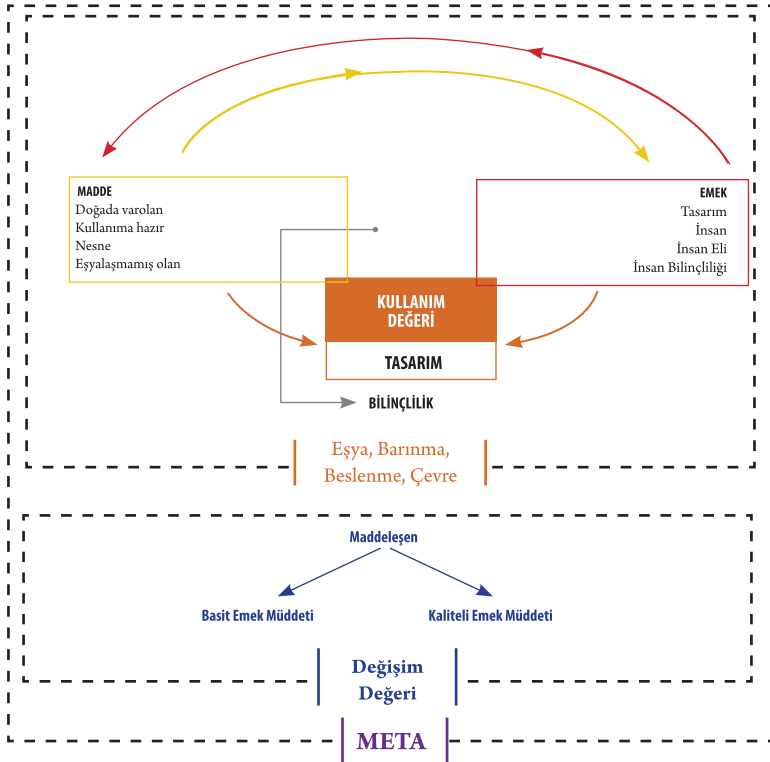 MADDE
Doğada varolan
Kullanıma hazır
Nesne
Eşyalaşmamış olan
EMEK
Tasarım
İnsan
İnsan Eli
İnsan Bilinçliliği
KULLANIM
DEĞERİ
TASARIM
BİLİNÇLİLİK
Eşya, Barınma,
Beslenme, Çevre
Maddeleşen
Basit Emek Müddeti
Kaliteli Emek Müddeti
Değişim
Değeri
META